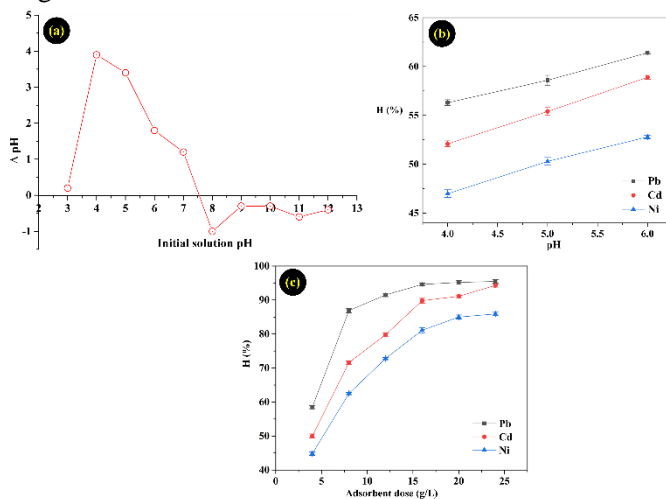 (a)
5
4
3
2
1
0
-1
Δ pH
2 3 4 5 6 7 8 9 10 11 12 13
Initial solution pH
(b)
65
60
55
50
45
H (%)
Pb
Cd
Ni
4.0 4.5 5.0 5.5 6.0
pH
(c)
100
90
80
70
60
50
40
H (%)
Pb
Cd
Ni
0 5 10 15 20 25
Adsorbent dose (g/L)